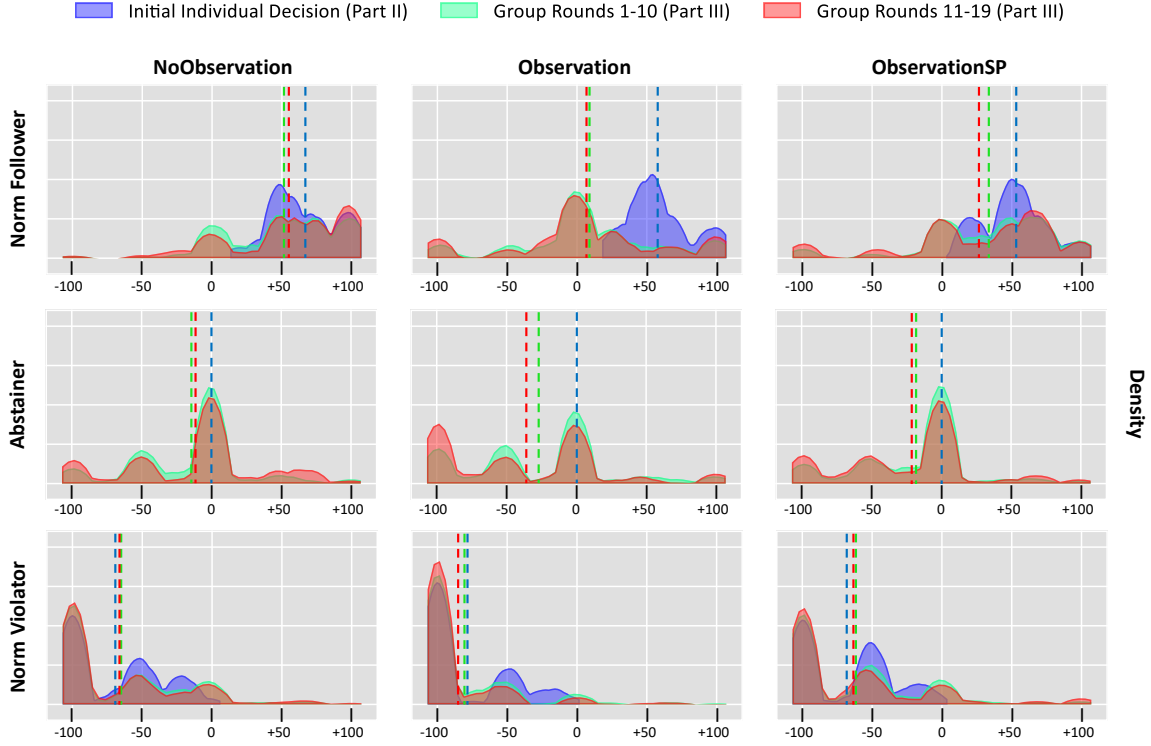 Initial Individual Decision (Part II) Group Rounds 1-10 (Part III) Group Rounds 11-19 (Part III)
NoObservation Observation ObservationSP
Norm Follower
-100 -50 0 +50 +100 -100 -50 0 +50 +100 -100 -50 0 +50 +100
Abstainer
Density
-100 -50 0 +50 +100 -100 -50 0 +50 +100 -100 -50 0 +50 +100
Norm Violator
-100 -50 0 +50 +100 -100 -50 0 +50 +100 -100 -50 0 +50 +100